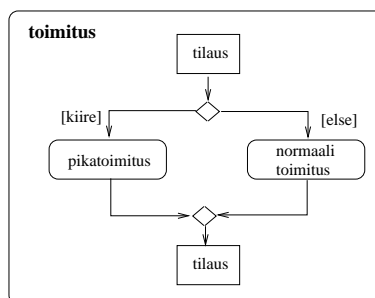 toimitus
tilaus
[kiire]
[else]
pikatoimitus
normaali
toimitus
tilaus